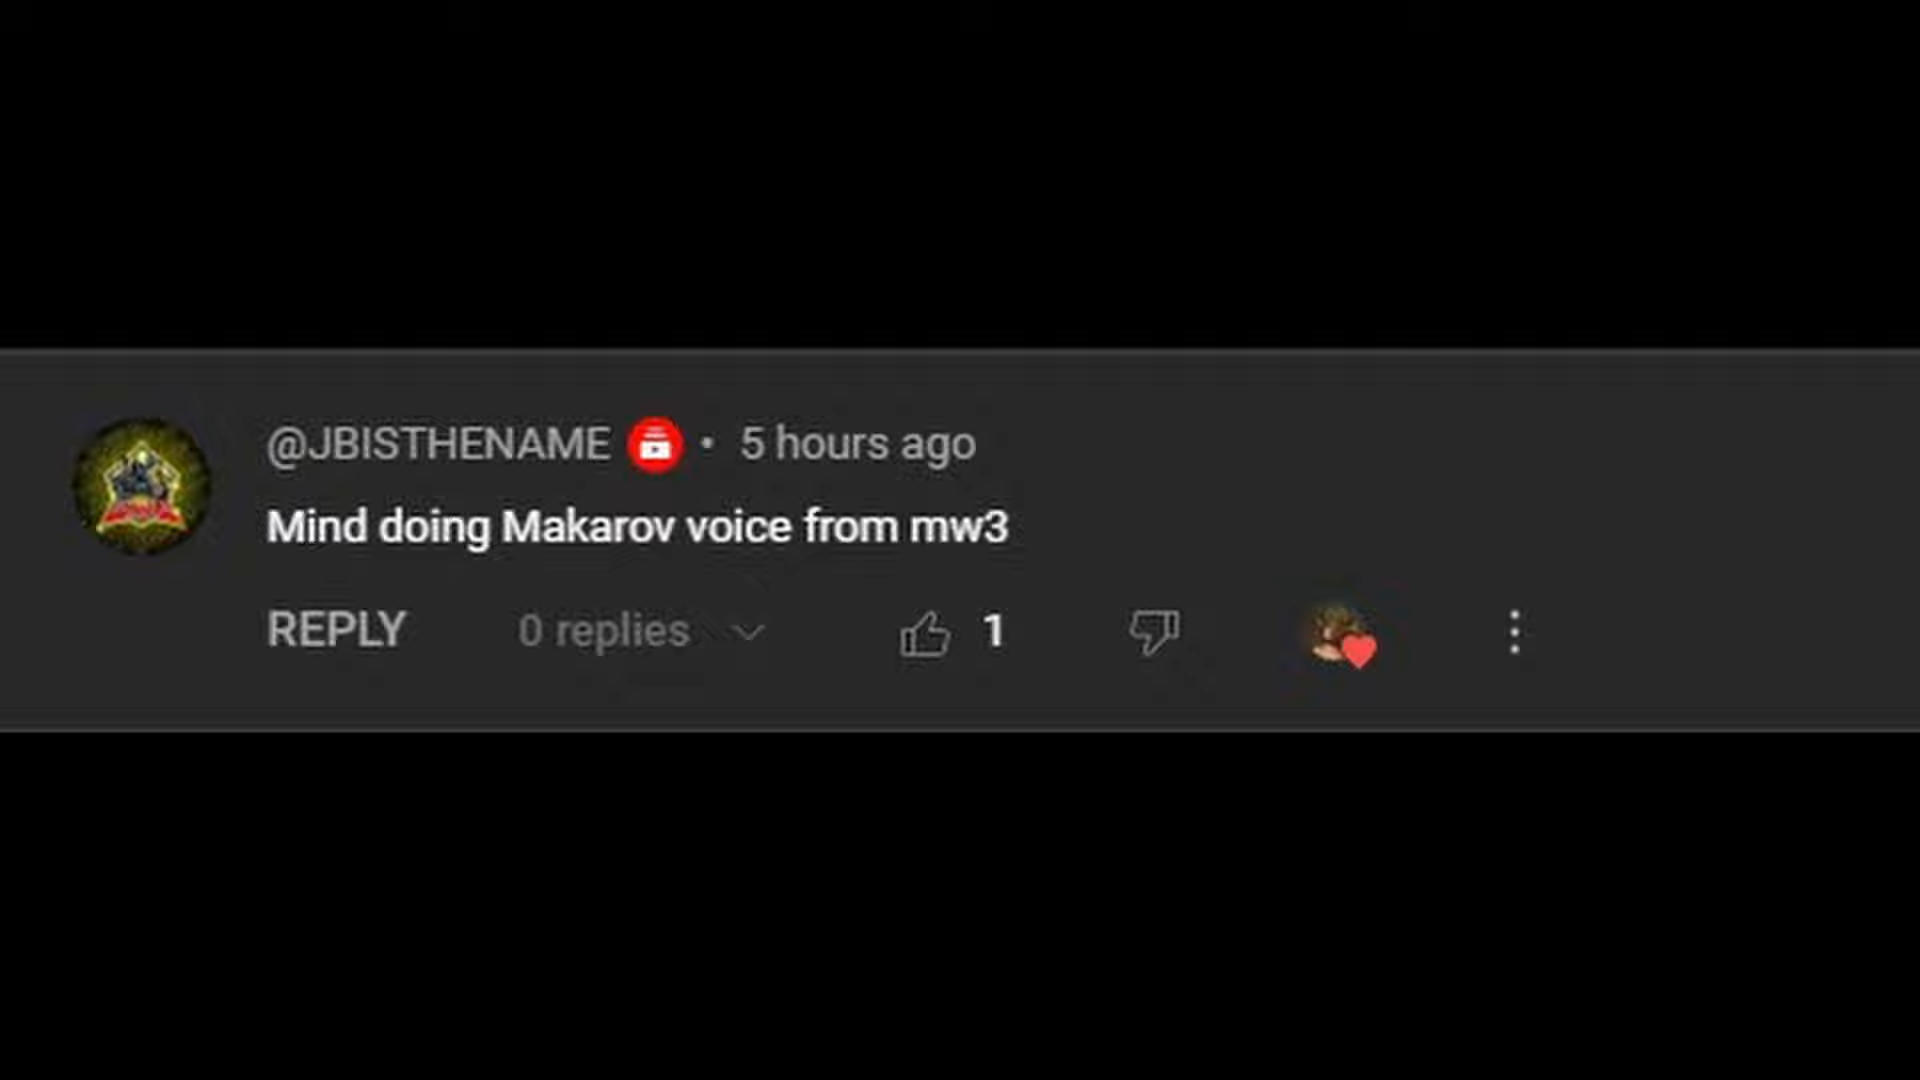 @JBISTHENAME • 5 hours ago
Mind doing Makarov voice from mw3
REPLY 0 replies 1